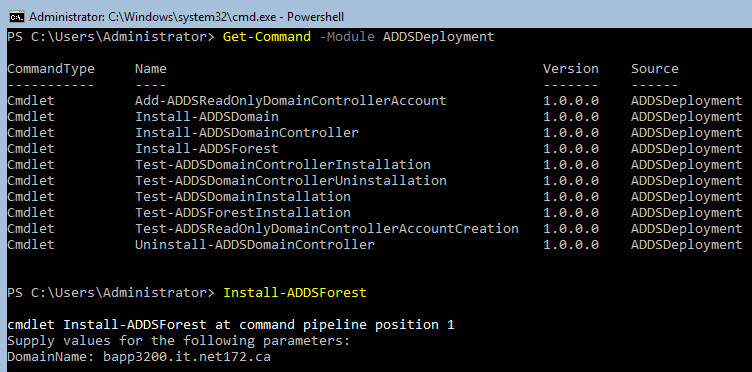 Administrator: C:\Windows\system32\cmd.exe - Powershell
PS C:\Users\Administrator> Get-Command -Module ADDSDeployment
CommandType Name Version Source
----------- ---- ------- ------
Cmdlet Add-ADDSReadOnlyDomainControllerAccount 1.0.0.0 ADDSDeployment
Cmdlet Install-ADDSDomain 1.0.0.0 ADDSDeployment
Cmdlet Install-ADDSDomainController 1.0.0.0 ADDSDeployment
Cmdlet Install-ADDSForest 1.0.0.0 ADDSDeployment
Cmdlet Test-ADDSDomainControllerInstallation 1.0.0.0 ADDSDeployment
Cmdlet Test-ADDSDomainControllerUninstallation 1.0.0.0 ADDSDeployment
Cmdlet Test-ADDSDomainInstallation 1.0.0.0 ADDSDeployment
Cmdlet Test-ADDSForestInstallation 1.0.0.0 ADDSDeployment
Cmdlet Test-ADDSReadOnlyDomainControllerAccountCreation 1.0.0.0 ADDSDeployment
Cmdlet Uninstall-ADDSDomainController 1.0.0.0 ADDSDeployment
PS C:\Users\Administrator> Install-ADDSForest
cmdlet Install-ADDSForest at command pipeline position 1
Supply values for the following parameters:
DomainName: bapp3200.it.net172.ca